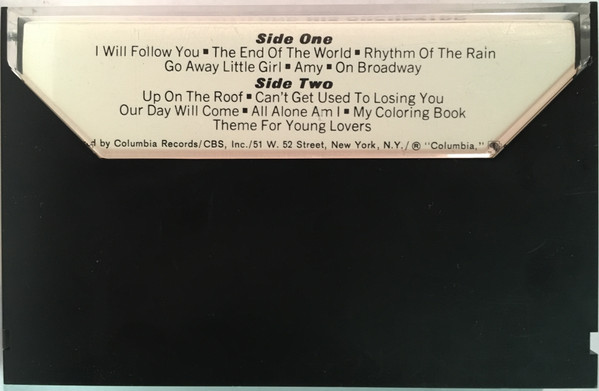 Side One
I Will Follow You ▪ The End Of The World ▪ Rhythm Of The Rain
Go Away Little Girl ▪ Amy ▪ On Broadway
Side Two
Up On The Roof ▪ Can't Get Used To Losing You
Our Day Will Come ▪ All Alone Am I ▪ My Coloring Book
Theme For Young Lovers
by Columbia Records/CBS, Inc./51 W. 52 Street, New York, N.Y./ ® "Columbia,"